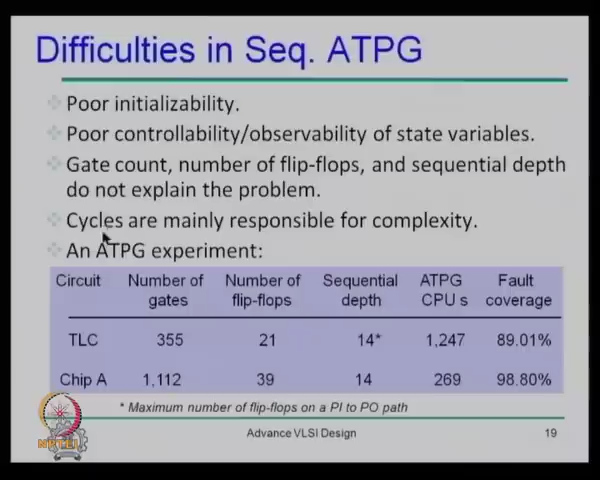 Difficulties in Seq. ATPG
Poor initializability.
Poor controllability/observability of state variables.
Gate count, number of flip-flops, and sequential depth
do not explain the problem.
Cycles are mainly responsible for complexity.
An ATPG experiment:
Circuit Number of gates Number of flip-flops Sequential depth ATPG CPU s Fault coverage
TLC 355 21 14* 1,247 89.01%
Chip A 1,112 39 14 269 98.80%
* Maximum number of flip-flops on a PI to PO path
NPTEL
Advance VLSI Design 19